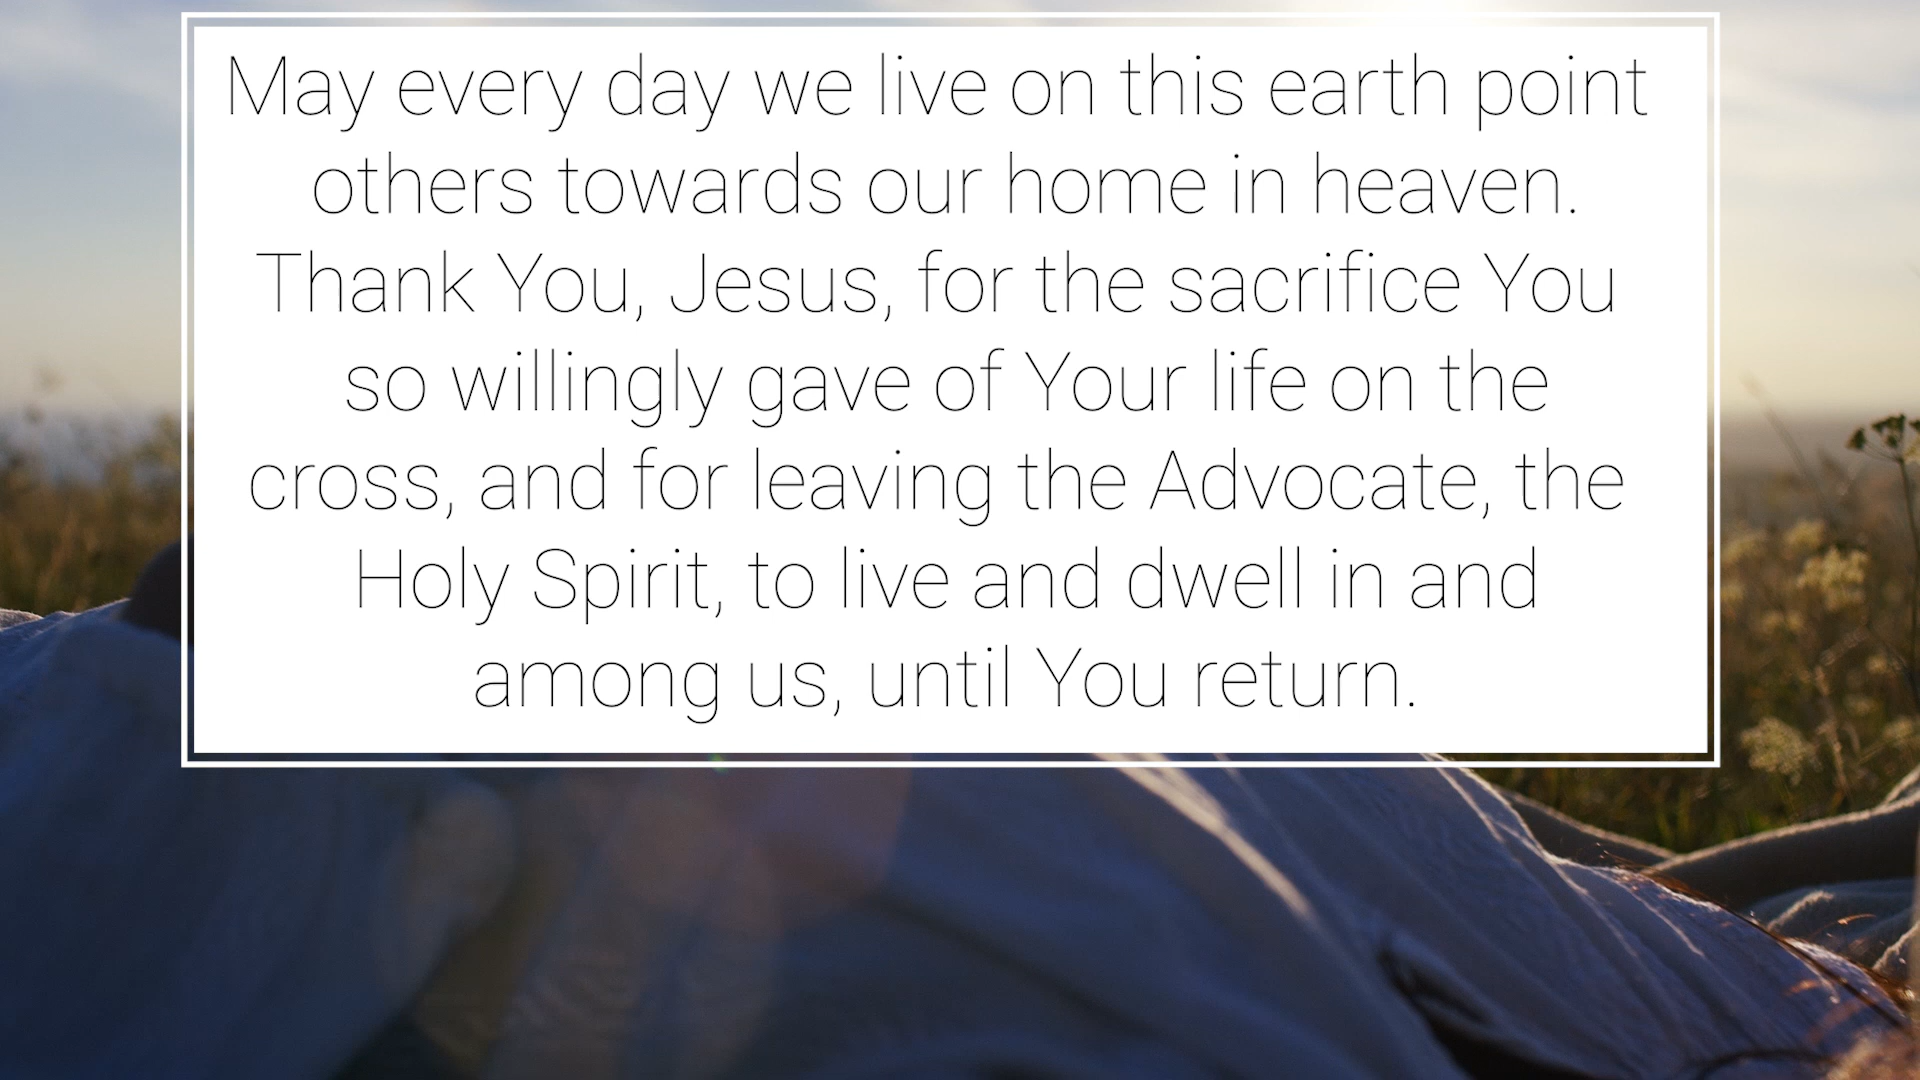 May every day we live on this earth point
others towards our home in heaven.
Thank You, Jesus, for the sacrifice You
so willingly gave of Your life on the
cross, and for leaving the Advocate, the
Holy Spirit, to live and dwell in and
among us, until You return.